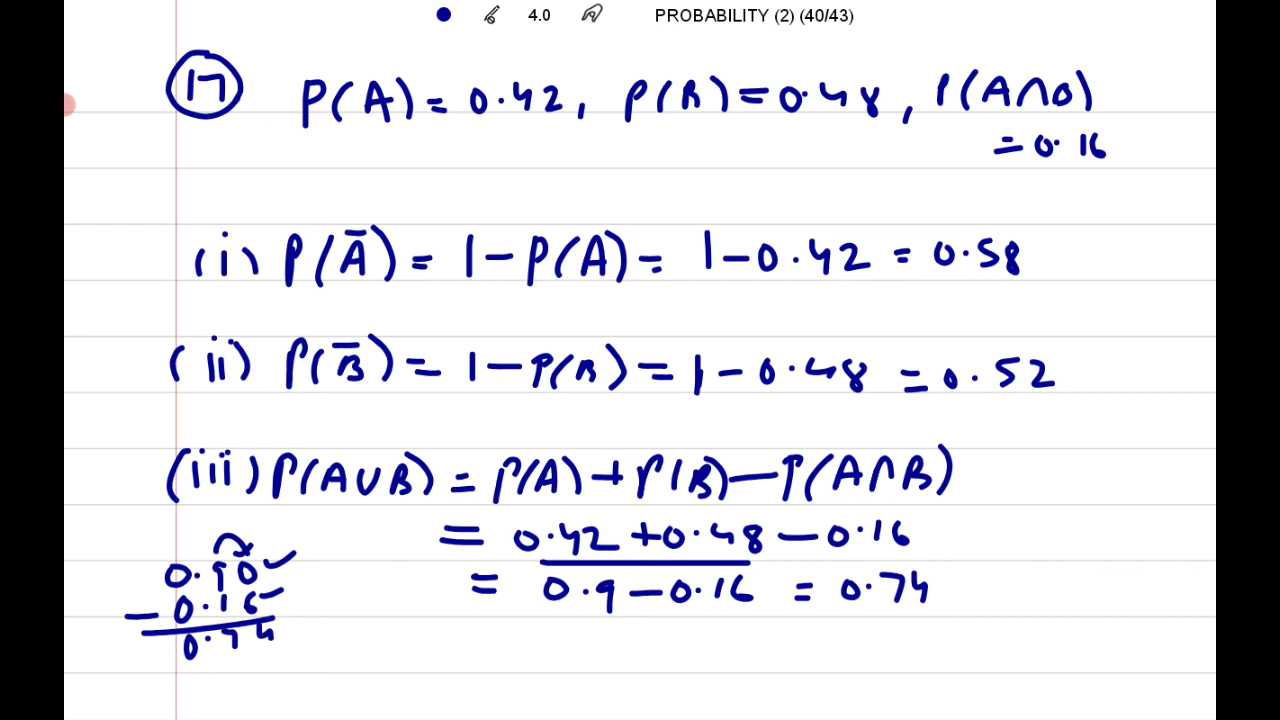 4.0 PROBABILITY (2) (40/43)
17 P(A) = 0.42, P(B) = 0.48, P(A∩B)
= 0.16
(i) P(A̅) = 1 - P(A) = 1 - 0.42 = 0.58
(ii) P(B̅) = 1 - P(B) = 1 - 0.48 = 0.52
(iii) P(A∪B) = P(A) + P(B) - P(A∩B)
= 0.42 + 0.48 - 0.16
= 0.9 - 0.16 = 0.74
0.90
- 0.16
0.74